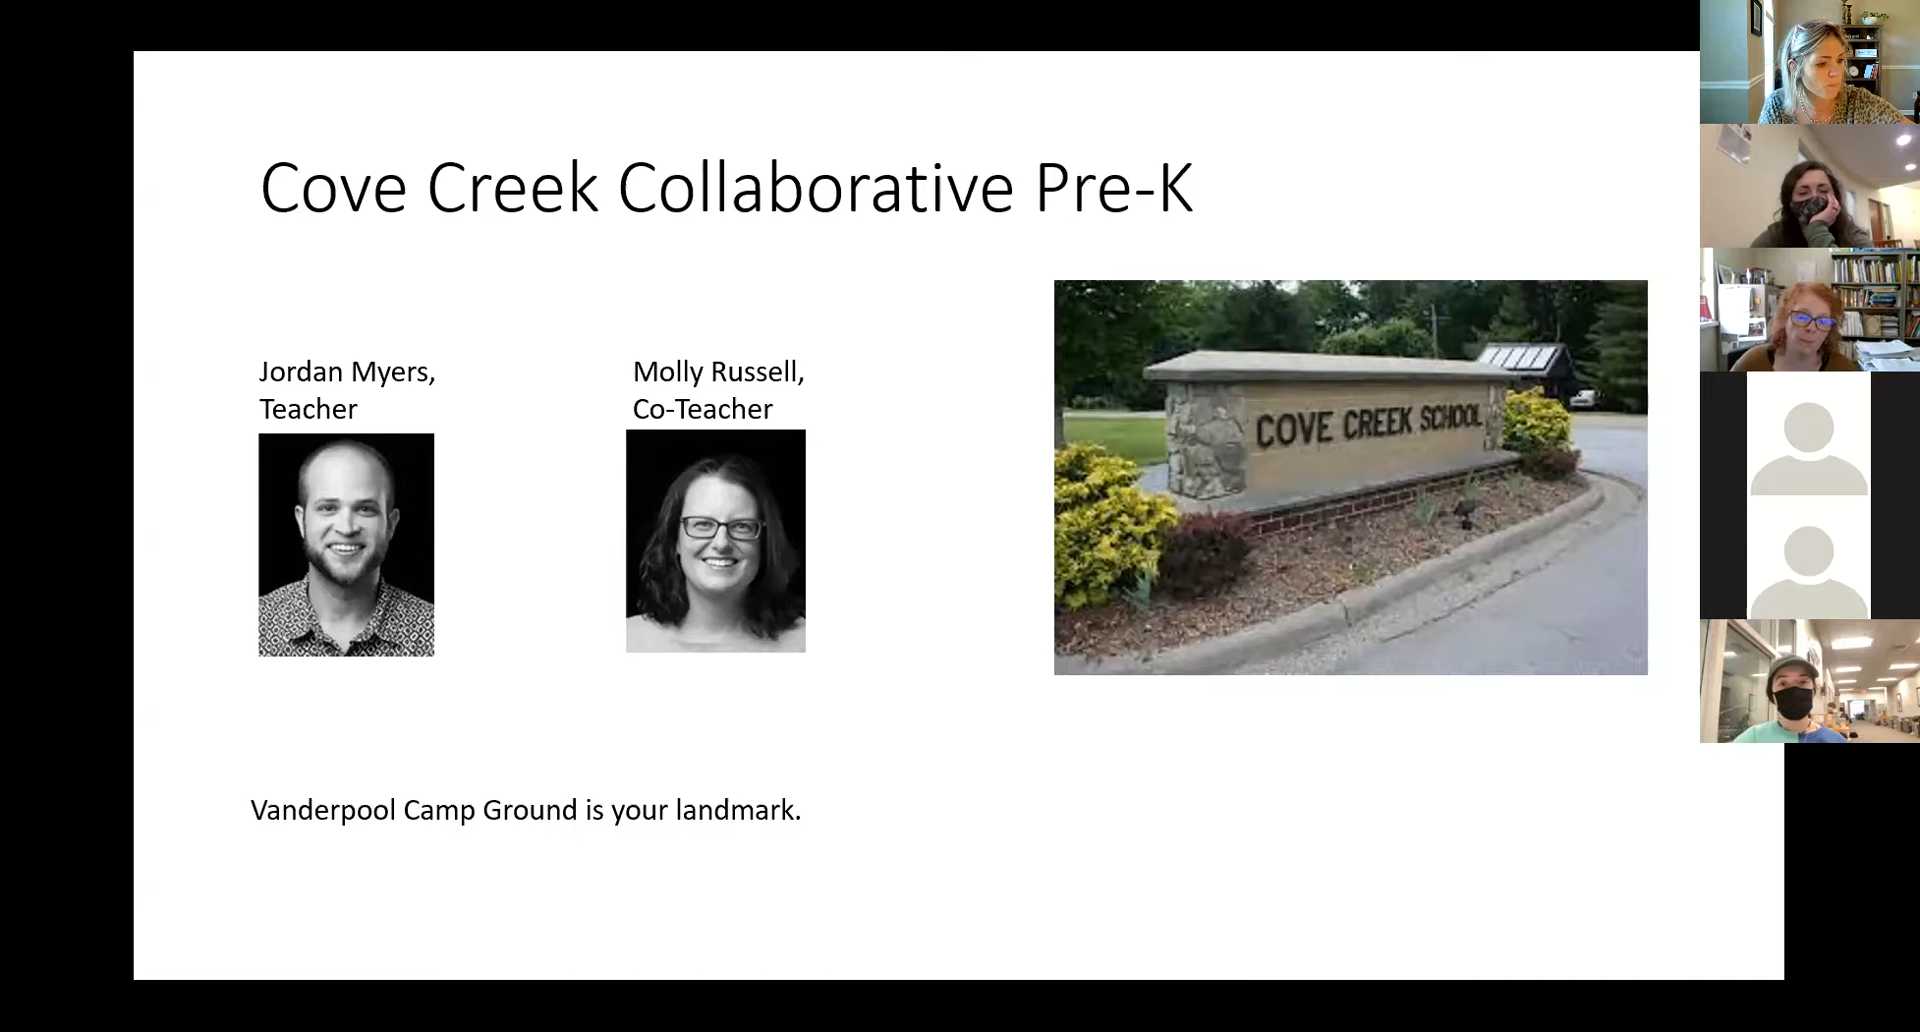 Cove Creek Collaborative Pre-K
Jordan Myers,
Teacher
Molly Russell,
Co-Teacher
COVE CREEK SCHOOL
Vanderpool Camp Ground is your landmark.